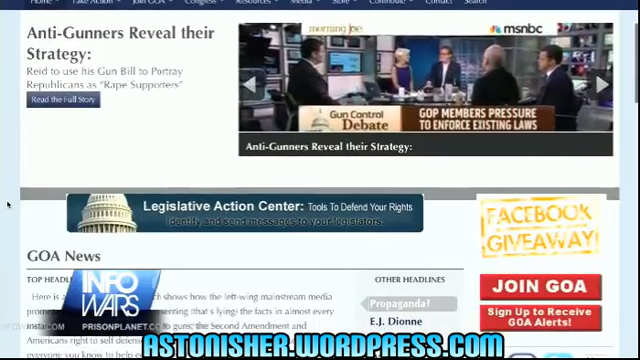 Home
Take Action
Join GOA
Congress
Resources
Media
Store
Contribute
Contact
Search
Anti-Gunners Reveal their
Strategy:
Reid to use his Gun Bill to Portray
Republicans as "Rape Supporters"
Read the Full Story
morning joe
msnbc
Gun Control
Debate
GOP MEMBERS PRESSURE
TO ENFORCE EXISTING LAWS
Anti-Gunners Reveal their Strategy:
Legislative Action Center: Tools To Defend Your Rights
Identify and send messages to your legislators.
FACEBOOK
GIVEAWAY
GOA News
TOP HEADL
OTHER HEADLINES
JOIN GOA
Here is a
ch shows how the left-wing mainstream media
Propaganda?
promo
nting (that's lying) the facts in almost every
E.J. Dionne
Sign Up to Receive
GOA Alerts!
insta
to guns, the Second Amendment and
Americans right to self defens
everyone you know to help e
INFO
WARS
PRISONPLANET.C
ASTONISHER.WORDPRESS.COM